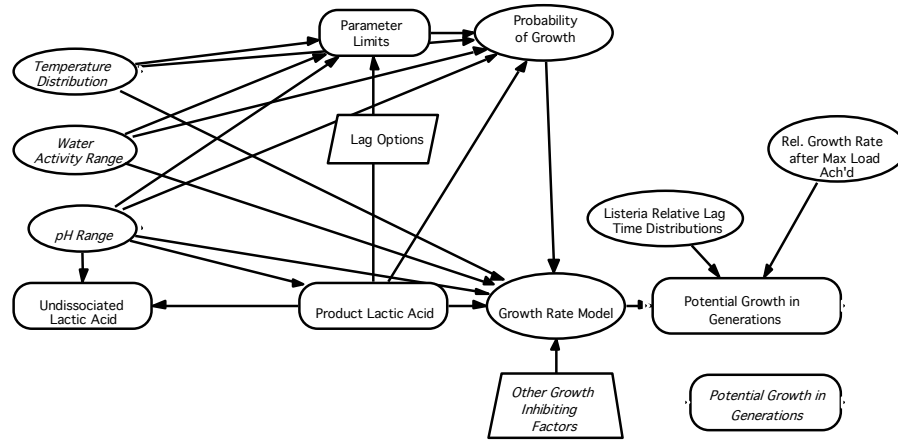 Parameter
Limits
Probability
of Growth
Temperature
Distribution
Lag Options
Water
Activity Range
Rel. Growth Rate
after Max Load
Ach'd
Listeria Relative Lag
Time Distributions
pH Range
Undissociated
Lactic Acid
Product Lactic Acid
Growth Rate Model
Potential Growth in
Generations
Other Growth
Inhibiting
Factors
Potential Growth in
Generations